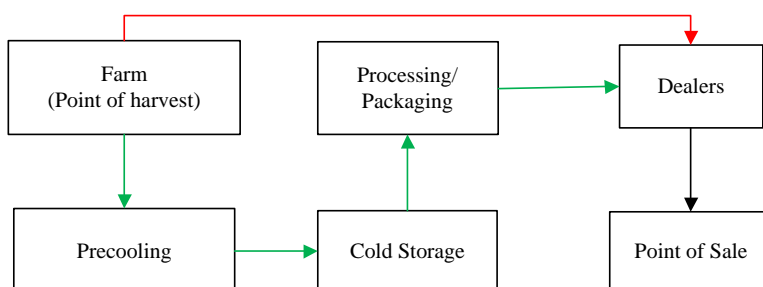 Farm
(Point of harvest)
Processing/
Packaging
Dealers
Precooling
Cold Storage
Point of Sale